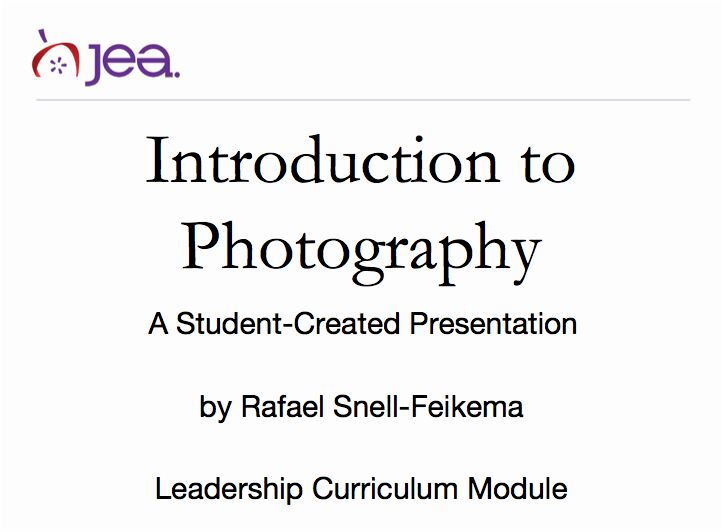 jea.
Introduction to
Photography
A Student-Created Presentation
by Rafael Snell-Feikema
Leadership Curriculum Module